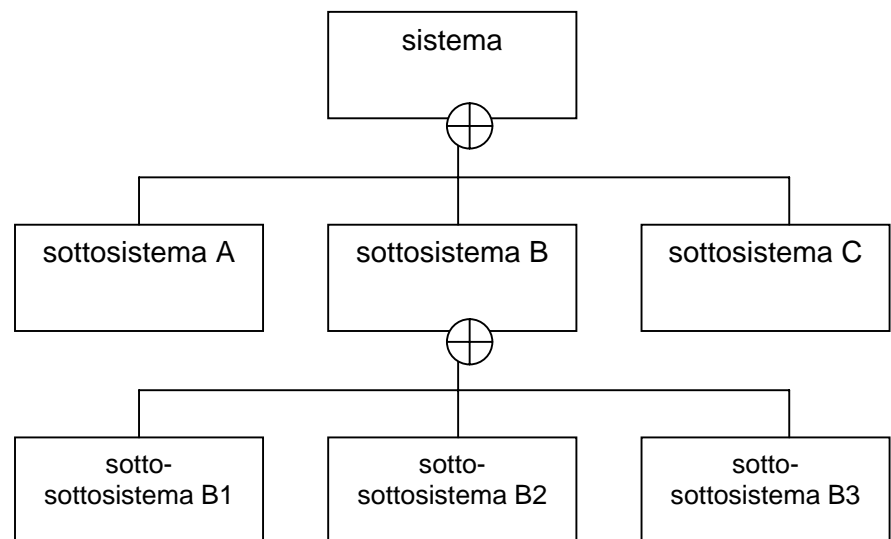 sistema
sottosistema A
sottosistema B
sottosistema C
sotto-
sottosistema B1
sotto-
sottosistema B2
sotto-
sottosistema B3